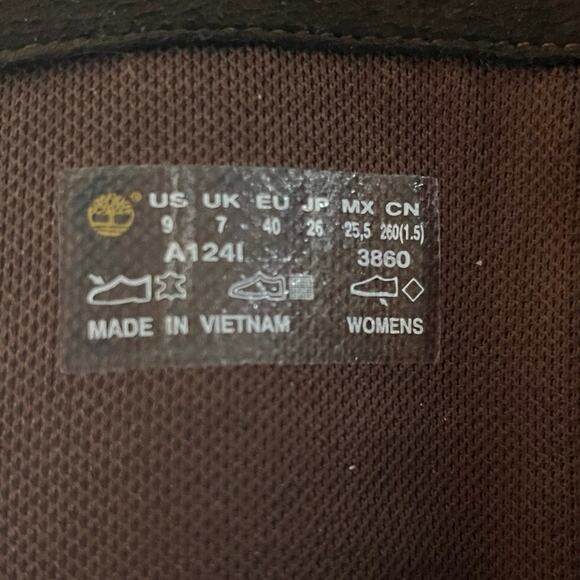 ® US UK EU JP MX CN
9 7 40 26 25,5 260(1.5)
A124I 3860
MADE IN VIETNAM WOMENS